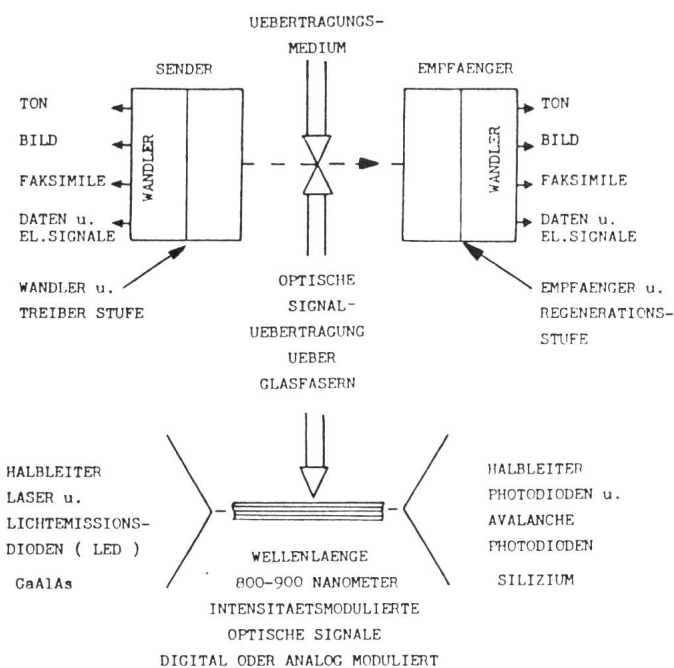 UEBERTRAGUNGS-
MEDIUM
SENDER
EMPFAENGER
TON
BILD
FAKSIMILE
DATEN u.
EL.SIGNALE
WANDLER
WANDLER
TON
BILD
FAKSIMILE
DATEN u.
EL.SIGNALE
WANDLER u.
TREIBER STUFE
OPTISCHE
SIGNAL-
UEBERTRAGUNG
UEBER
GLASFASERN
EMPFAENGER u.
REGENERATIONS-
STUFE
HALBLEITER
LASER u.
LICHTEMISSIONS-
DIODEN ( LED )
GaAlAs
WELLENLAENGE
800-900 NANOMETER
INTENSITAETSMODULIERTE
OPTISCHE SIGNALE
DIGITAL ODER ANALOG MODULIERT
HALBLEITER
PHOTODIODEN u.
AVALANCHE
PHOTODIODEN
SILIZIUM